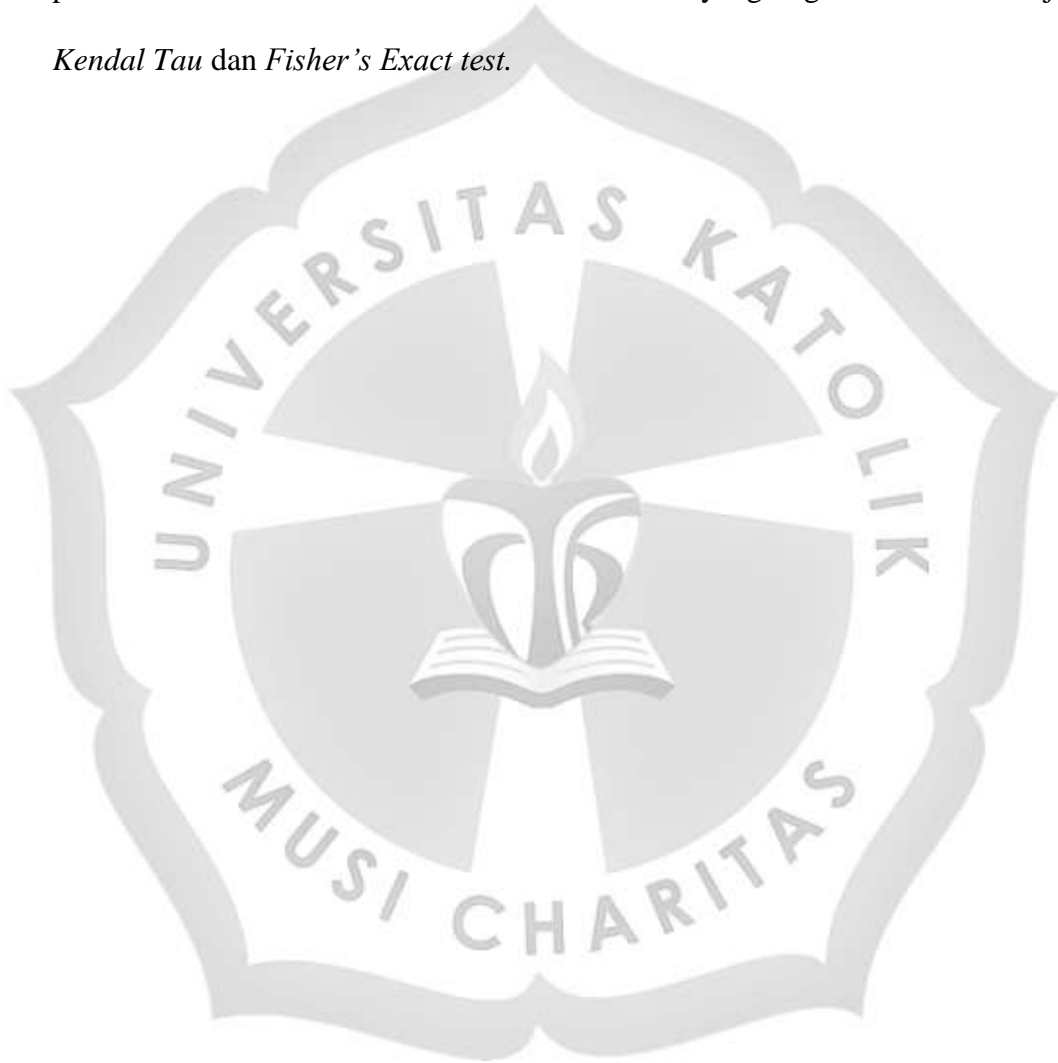 Kendal Tau dan Fisher’s Exact test.
UNIVERSITAS KATOLIK
MUSI CHARITAS